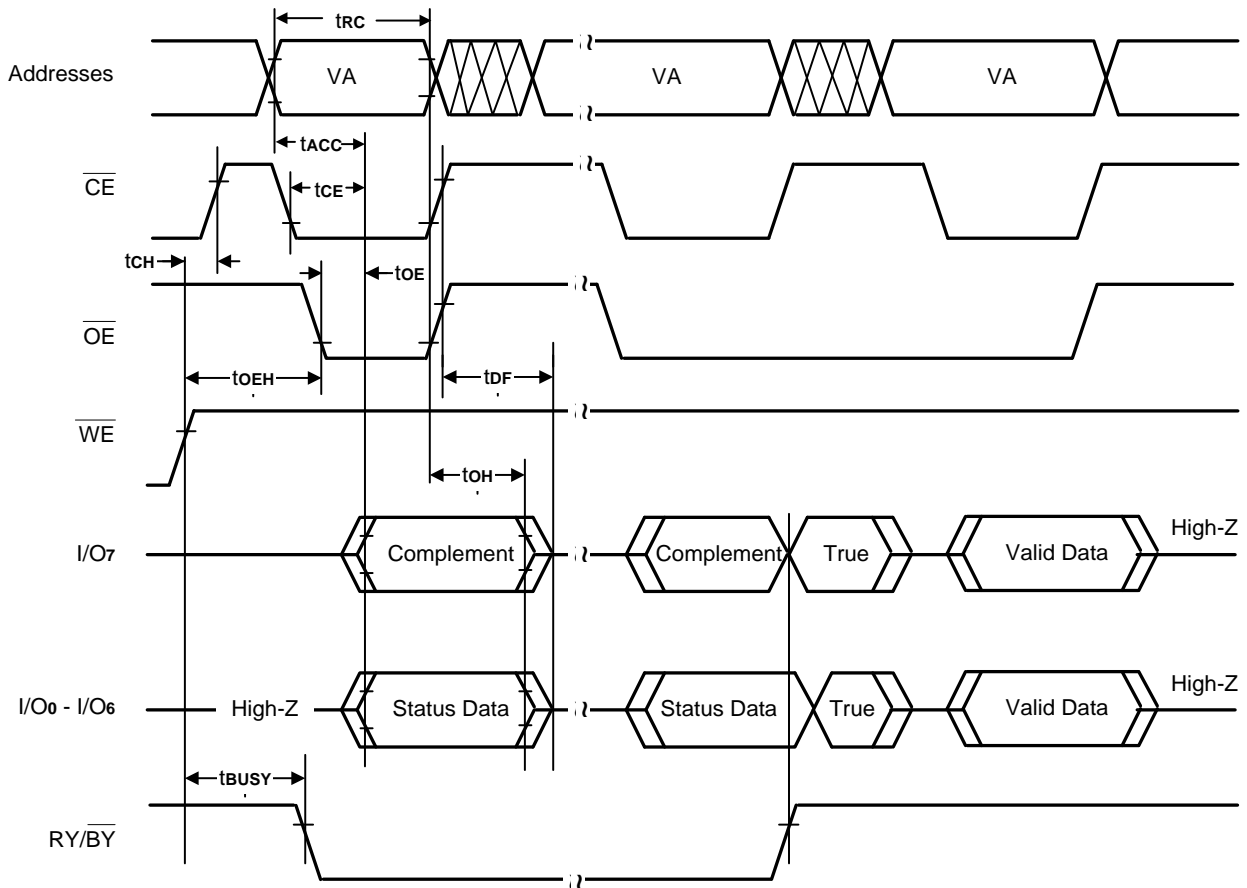 tRC
Addresses VA VA VA
tACC
CE
tCE
tCH
tOE
OE
tOEH
tDF
WE
tOH
I/O7 Complement Complement True Valid Data High-Z
I/O0 - I/O6 High-Z Status Data Status Data True Valid Data High-Z
tBUSY
RY/BY